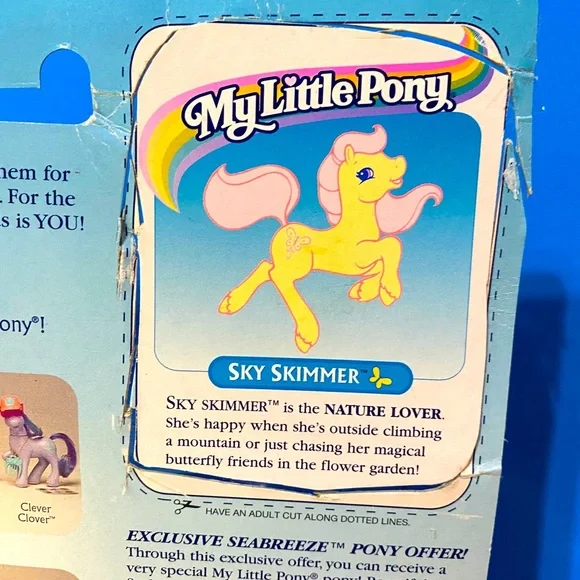 My Little Pony
hem for
. For the
s is YOU!
ony®!
SKY SKIMMER™
SKY SKIMMER™ is the NATURE LOVER.
She's happy when she's outside climbing
a mountain or just chasing her magical
butterfly friends in the flower garden!
Clever
Clover™
HAVE AN ADULT CUT ALONG DOTTED LINES.
EXCLUSIVE SEABREEZE™ PONY OFFER!
Through this exclusive offer, you can receive a
very special My Little Pony® pony!